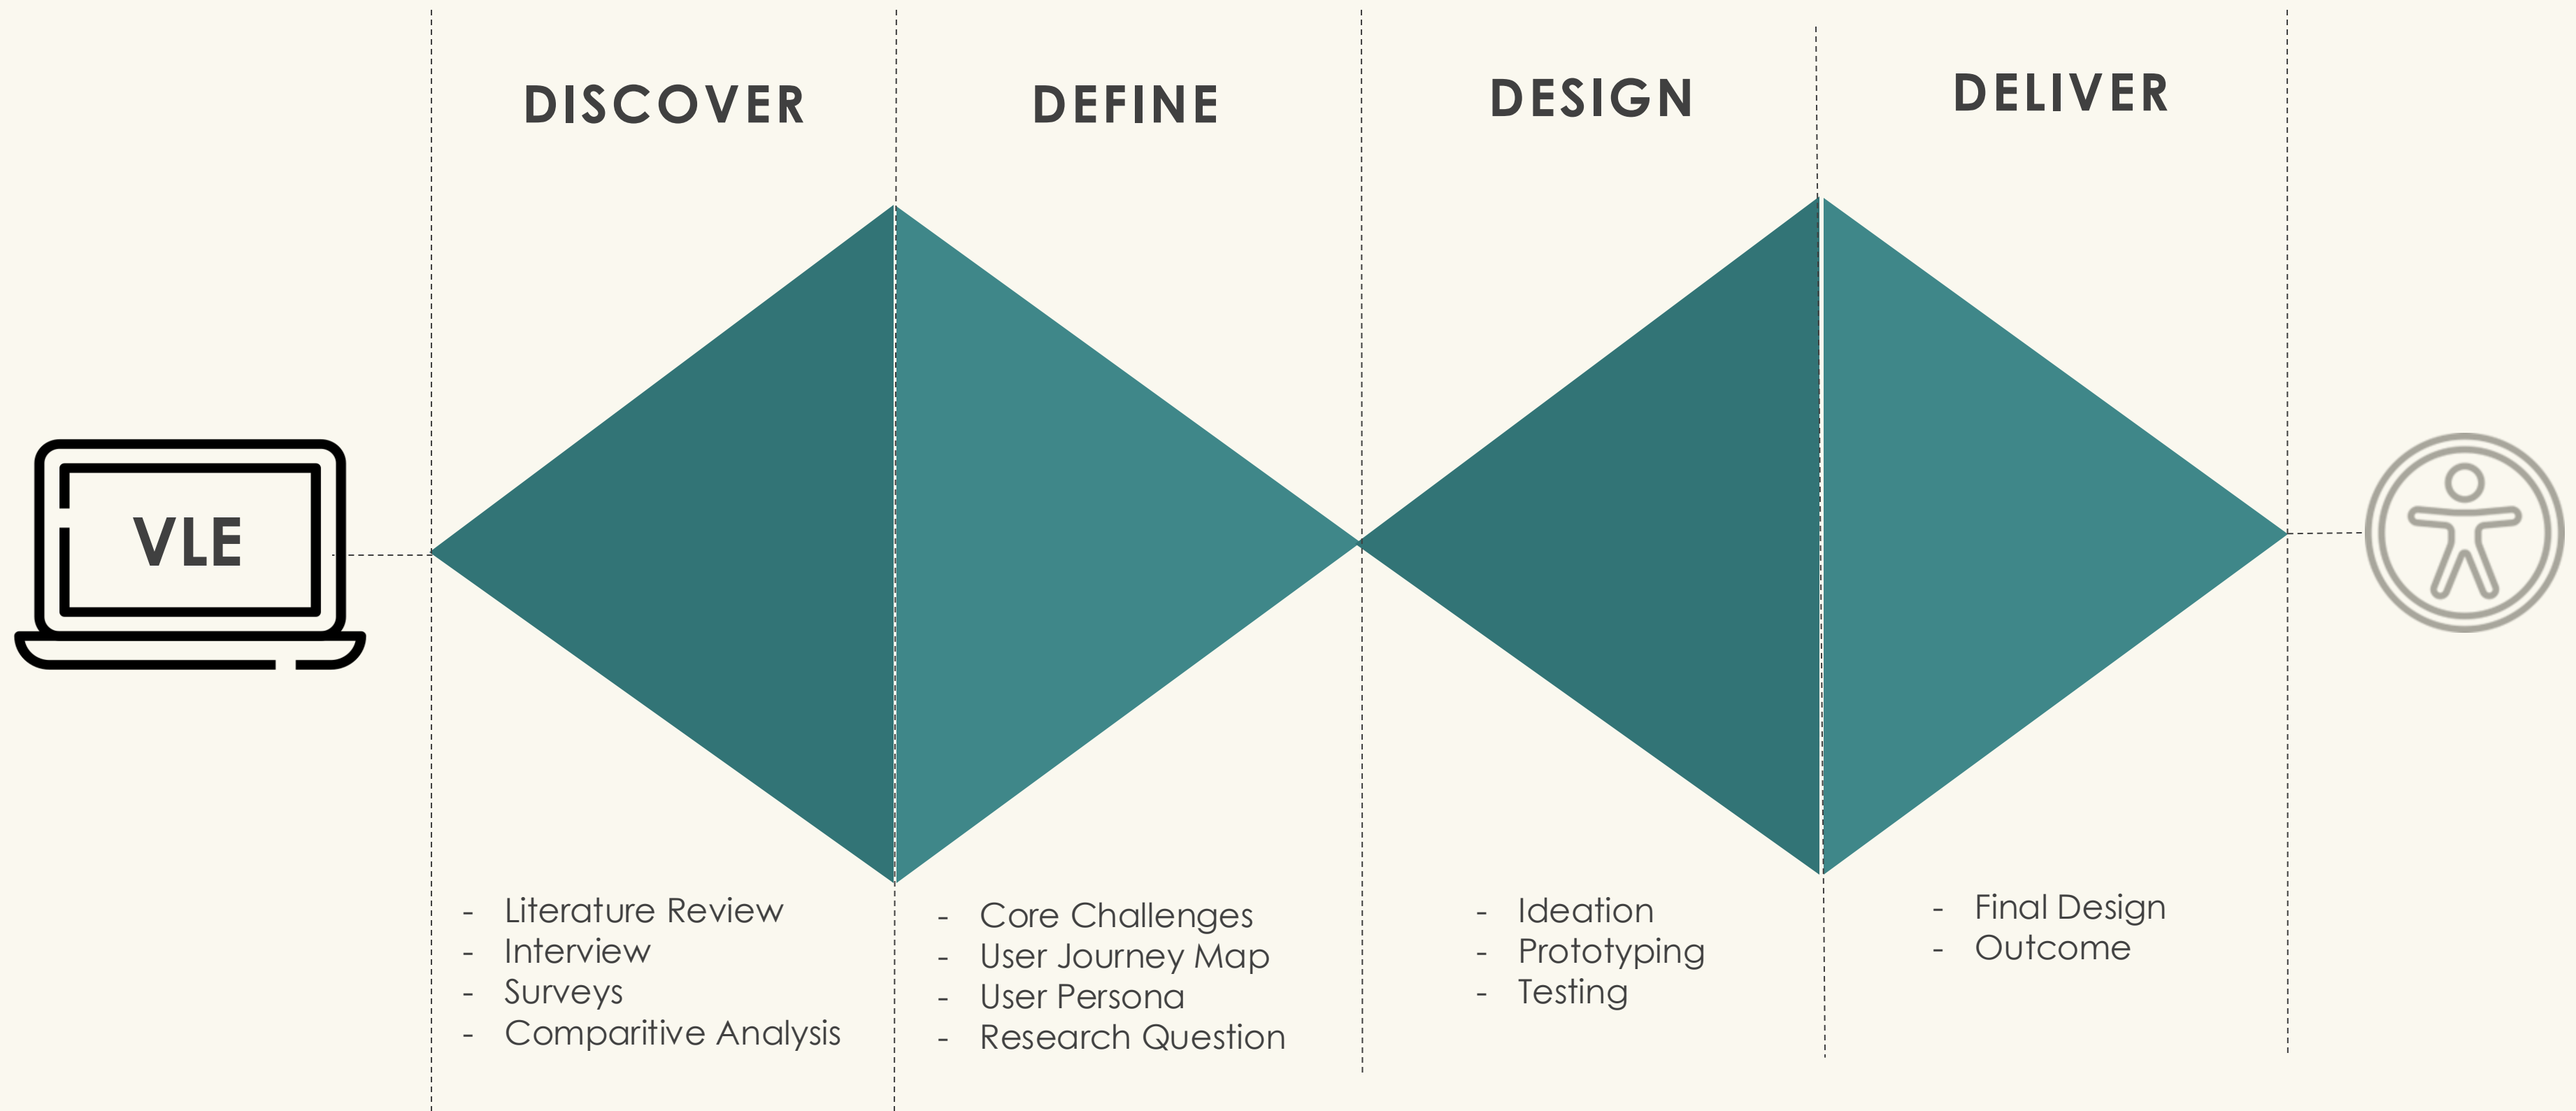 DISCOVER
DEFINE
DESIGN
DELIVER
VLE
- Literature Review
- Interview
- Surveys
- Comparitive Analysis
- Core Challenges
- User Journey Map
- User Persona
- Research Question
- Ideation
- Prototyping
- Testing
- Final Design
- Outcome